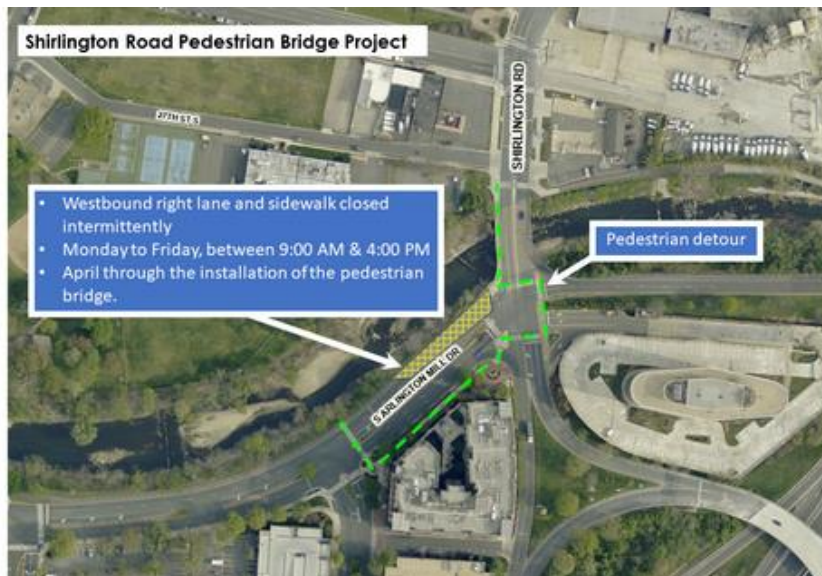 Shirlington Road Pedestrian Bridge Project
SHIRLINGTON RD
27TH ST S
• Westbound right lane and sidewalk closed
intermittently
• Monday to Friday, between 9:00 AM & 4:00 PM
• April through the installation of the pedestrian
bridge.
Pedestrian detour
S ARLINGTON MILL DR